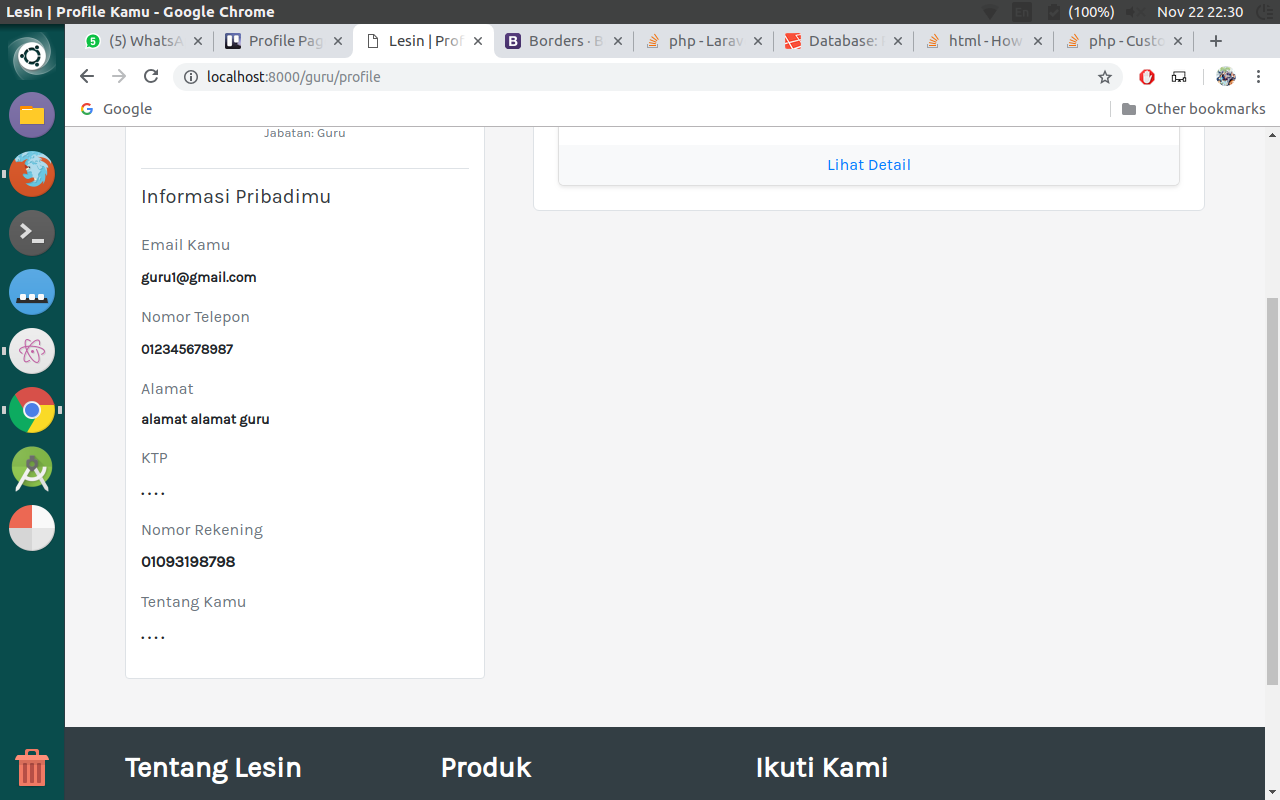 Lesin | Profile Kamu - Google Chrome
En (100%) Nov 22 22:30
(5) WhatsA
Profile Pag
Lesin | Prof
Borders · B
php - Larav
Database:
html - How
php - Custo
localhost:8000/guru/profile
Google
Other bookmarks
Jabatan: Guru
Lihat Detail
Informasi Pribadimu
Email Kamu
guru1@gmail.com
Nomor Telepon
012345678987
Alamat
alamat alamat guru
KTP
....
Nomor Rekening
01093198798
Tentang Kamu
....
Tentang Lesin
Produk
Ikuti Kami